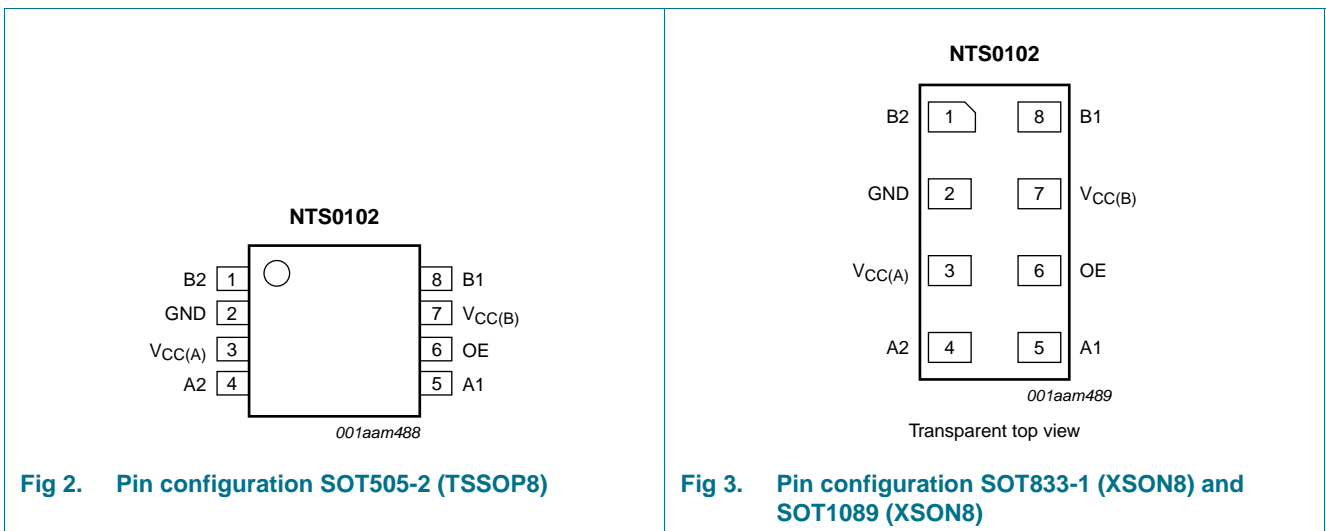 NTS0102
B2 1 8 B1
GND 2 7 VCC(B)
VCC(A) 3 6 OE
A2 4 5 A1
001aam488
Fig 2. Pin configuration SOT505-2 (TSSOP8)
NTS0102
B2 1 8 B1
GND 2 7 VCC(B)
VCC(A) 3 6 OE
A2 4 5 A1
001aam489
Transparent top view
Fig 3. Pin configuration SOT833-1 (XSON8) and
SOT1089 (XSON8)